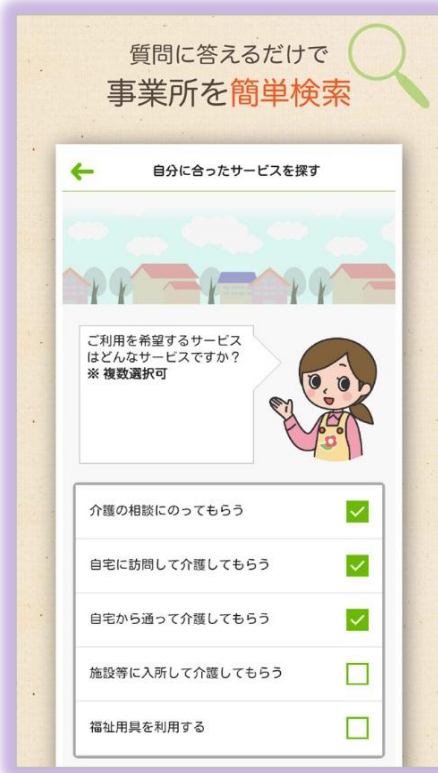 質問に答えるだけで
事業所を簡単検索
自分に合ったサービスを探す
ご利用を希望するサービス
はどんなサービスですか？
※ 複数選択可
介護の相談にのってもらう
自宅に訪問して介護してもらう
自宅から通って介護してもらう
施設等に入所して介護してもらう
福祉用具を利用する